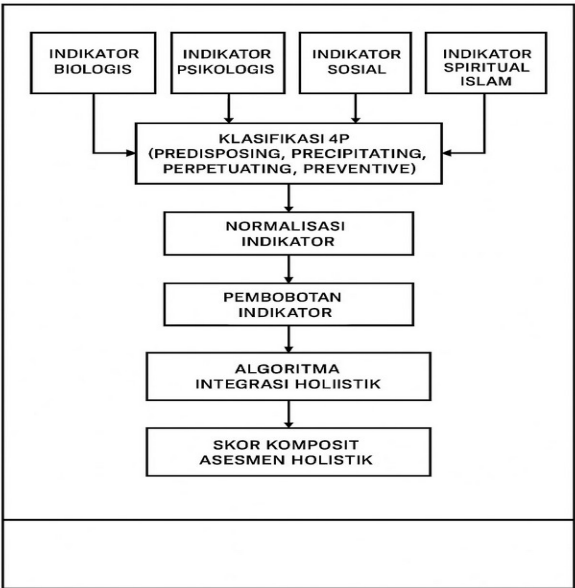 INDIKATOR
BIOLOGIS
INDIKATOR
PSIKOLOGIS
INDIKATOR
SOSIAL
INDIKATOR
SPIRITUAL
ISLAM
KLASIFIKASI 4P
(PREDISPOSING, PRECIPITATING,
PERPETUATING, PREVENTIVE)
NORMALISASI
INDIKATOR
PEMBOBOTAN
INDIKATOR
ALGORITMA
INTEGRASI HOLIISTIK
SKOR KOMPOSIT
ASESMEN HOLISTIK